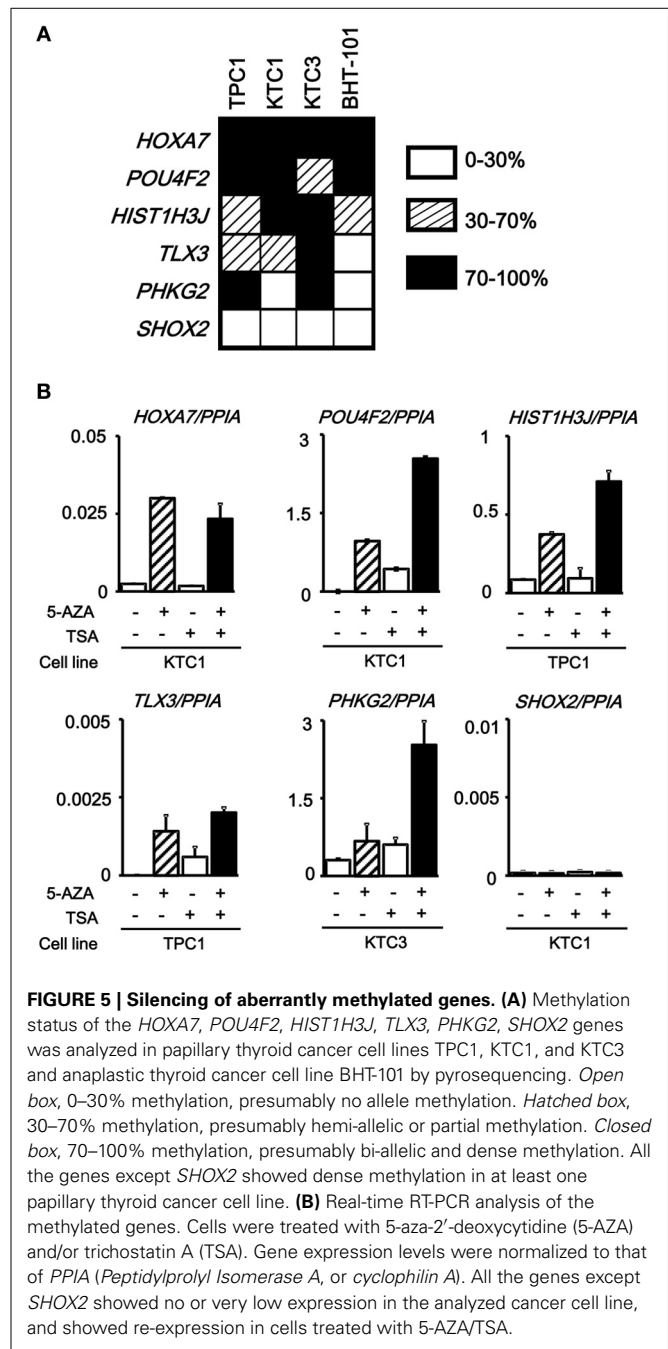 A
TPC1 KTC1 KTC3 BHT-101
HOXA7
POU4F2
HIST1H3J
TLX3
PHKG2
SHOX2
0-30%
30-70%
70-100%
B
HOXA7/PPIA POU4F2/PPIA HIST1H3J/PPIA
0.05
0.025
0
3
1.5
0
1
0.5
0
5-AZA - + - + - + - + - + - +
TSA - - + + - - + + - - + +
Cell line KTC1 KTC1 TPC1
TLX3/PPIA PHKG2/PPIA SHOX2/PPIA
0.005
0.0025
0
3
1.5
0
0.01
0.005
0
5-AZA - + - + - + - + - + - +
TSA - - + + - - + + - - + +
Cell line TPC1 KTC3 KTC1
FIGURE 5 | Silencing of aberrantly methylated genes. (A) Methylation
status of the HOXA7, POU4F2, HIST1H3J, TLX3, PHKG2, SHOX2 genes
was analyzed in papillary thyroid cancer cell lines TPC1, KTC1, and KTC3
and anaplastic thyroid cancer cell line BHT-101 by pyrosequencing. Open
box, 0–30% methylation, presumably no allele methylation. Hatched box,
30–70% methylation, presumably hemi-allelic or partial methylation. Closed
box, 70–100% methylation, presumably bi-allelic and dense methylation. All
the genes except SHOX2 showed dense methylation in at least one
papillary thyroid cancer cell line. (B) Real-time RT-PCR analysis of the
methylated genes. Cells were treated with 5-aza-2′-deoxycytidine (5-AZA)
and/or trichostatin A (TSA). Gene expression levels were normalized to that
of PPIA (Peptidylprolyl Isomerase A, or cyclophilin A). All the genes except
SHOX2 showed no or very low expression in the analyzed cancer cell line,
and showed re-expression in cells treated with 5-AZA/TSA.